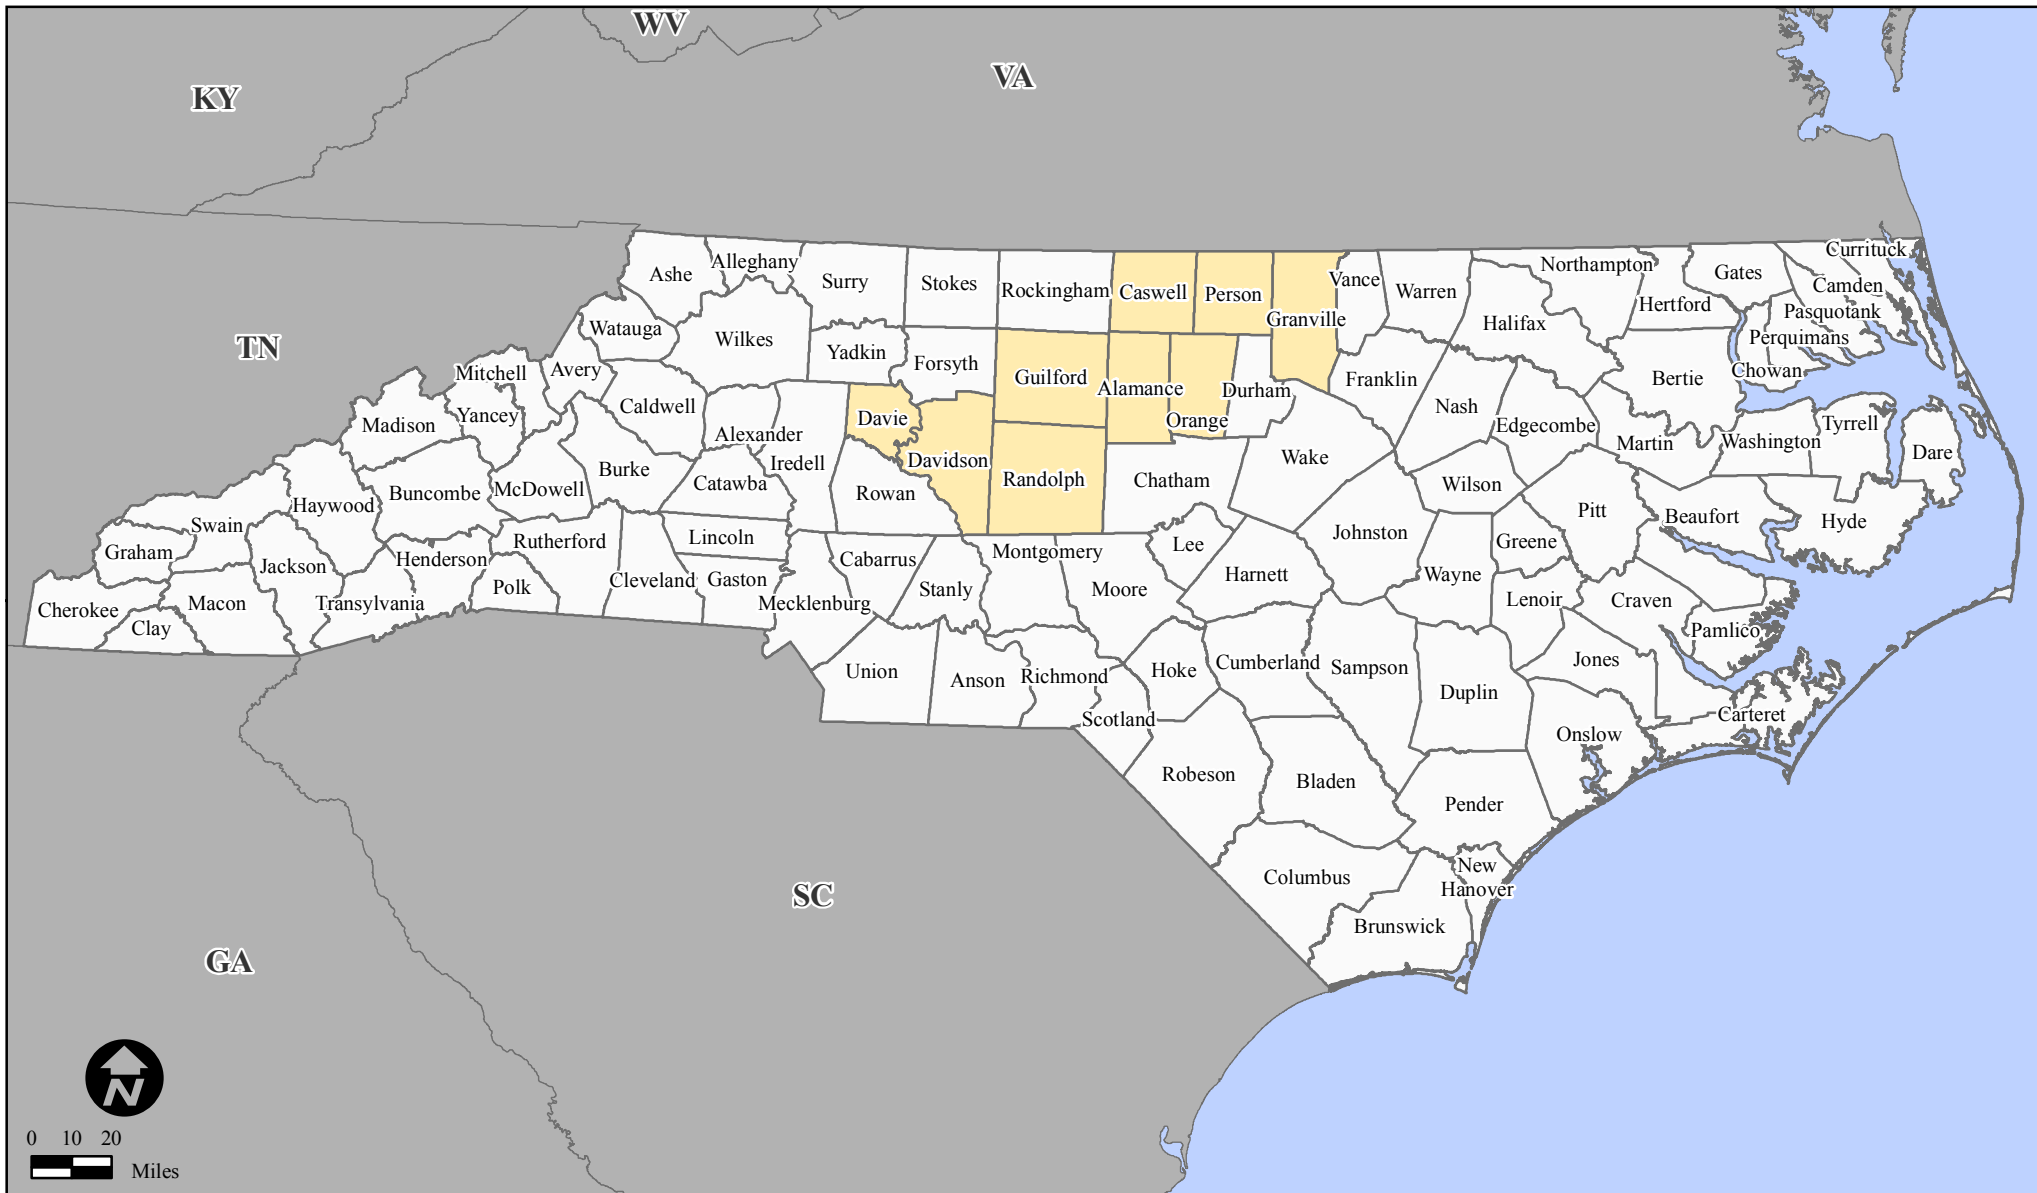 WV
VA
KY
TN
SC
GA
Ashe
Alleghany
Surry
Stokes
Rockingham
Caswell
Person
Granville
Vance
Warren
Northampton
Hertford
Gates
Currituck
Camden
Pasquotank
Perquimans
Chowan
Halifax
Bertie
Watauga
Wilkes
Yadkin
Forsyth
Guilford
Alamance
Orange
Durham
Franklin
Nash
Edgecombe
Martin
Washington
Tyrrell
Dare
Mitchell
Avery
Yancey
Madison
Caldwell
Alexander
Iredell
Davie
Davidson
Randolph
Chatham
Wake
Wilson
Pitt
Beaufort
Hyde
Haywood
Buncombe
McDowell
Burke
Catawba
Rowan
Swain
Graham
Jackson
Henderson
Rutherford
Polk
Cleveland
Lincoln
Gaston
Mecklenburg
Cabarrus
Stanly
Montgomery
Moore
Lee
Harnett
Johnston
Wayne
Greene
Lenoir
Craven
Pamlico
Cherokee
Clay
Macon
Transylvania
Union
Anson
Richmond
Scotland
Hoke
Cumberland
Sampson
Duplin
Jones
Onslow
Carteret
Robeson
Bladen
Pender
Columbus
Brunswick
New
Hanover
N
0 10 20
Miles